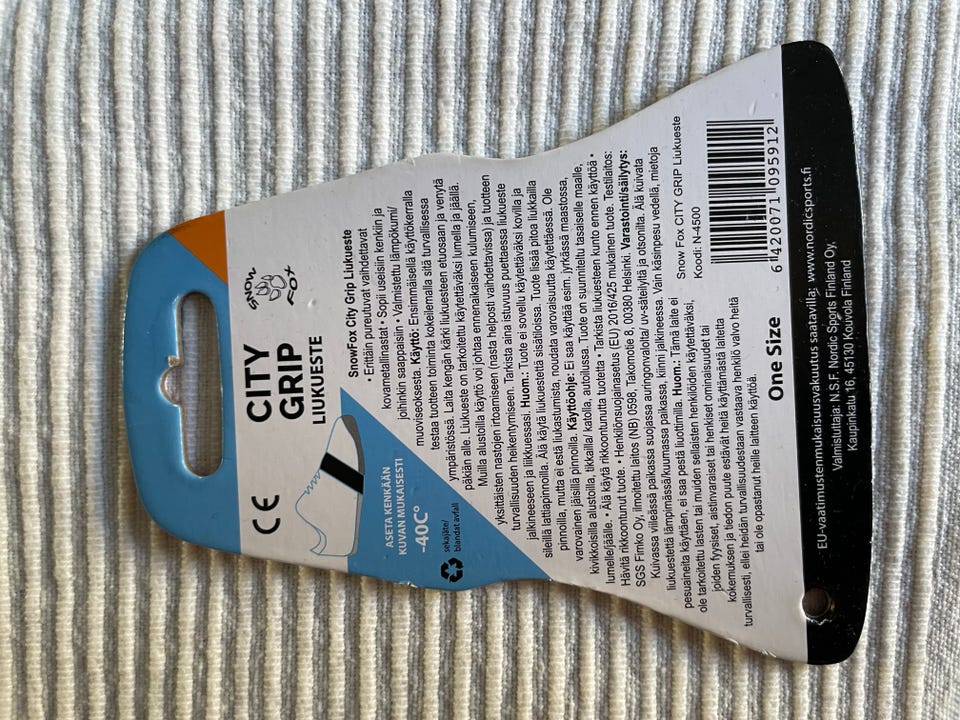 CE
CITY
GRIP
LIUKUESTE
SNOW
FOX
ASETA KENKÄÄN
KUVAN MUKAISESTI
-40C°
sekajäte/
blandat avfall
SnowFox City Grip Liukueste
• Erittäin pureutuvat vaihdettavat
kovametallinastat • Sopii useisiin kenkiin ja
joihinkin saappaisiin • Valmistettu lämpökumi/
muoviseoksesta. Käyttö: Ensimmäisellä käyttökerralla
testaa tuotteen toiminta kokeilemalla sitä turvallisessa
ympäristössä. Laita kengän kärki liukuesteen etuosaan ja venytä
päkiän alle. Liukueste on tarkoitettu käytettäväksi lumella ja jäällä.
Muilla alustoilla käyttö voi johtaa ennenaikaiseen kulumiseen,
yksittäisten nastojen irtoamiseen (nasta helposti vaihdettavissa) ja tuotteen
turvallisuuden heikentymiseen. Tarkista aina istuvuus puettaessa liukueste
jalkineeseen ja liikkuessasi. Huom.: Tuote ei sovellu käytettäväksi kovilla ja
sileillä lattiapinnoilla. Älä käytä liukuestettä sisätiloissa. Tuote lisää pitoa liukkailla
pinnoilla, mutta ei estä liukastumista, noudata varovaisuutta käyttäessä. Ole
varovainen jäisillä pinnoilla. Käyttöohje: Ei saa käyttää esim. jyrkässä maastossa,
kivikkoisilla alustoilla, tikkailla/ katolla, autoilussa. Tuote on suunniteltu tasaiselle maalle,
lumelle/jäälle. • Älä käytä rikkoontunutta tuotetta • Tarkista liukuesteen kunto ennen käyttöä •
Hävitä rikkoontunut tuote. • Henkilönsuojainasetus (EU) 2016/425 mukainen tuote. Testilaitos:
SGS Fimko Oy, ilmoitettu laitos (NB) 0598, Takomotie 8, 00380 Helsinki. Varastointi/säilytys:
Kuivassa viileässä paikassa suojassa auringonvalolta/ uv-säteilyltä ja otsonilta. Älä kuivata
liukuestettä lämpimässä/kuumassa paikassa, kiinni jalkineessa. Vain käsinpesu vedellä, mietoja
pesuaineita käyttäen, ei saa pestä liuottimilla. Huom.: Tämä laite ei
ole tarkoitettu lasten tai muiden sellaisten henkilöiden käytettäväksi,
joiden fyysiset, aistinvaraiset tai henkiset ominaisuudet tai
kokemuksen ja tiedon puute estävät heitä käyttämästä laitetta
turvallisesti, ellei heidän turvallisuudestaan vastaava henkilö valvo heitä
tai ole opastanut heille laitteen käyttöä.
Snow Fox CITY GRIP Liukueste
Koodi: N-4500
6 420071 095912
One Size
EU-vaatimustenmukaisuusvakuutus saatavilla: www.nordicsports.fi
Valmistuttaja: N.S.F. Nordic Sports Finland Oy,
Kaupinkatu 16, 45130 Kouvola Finland